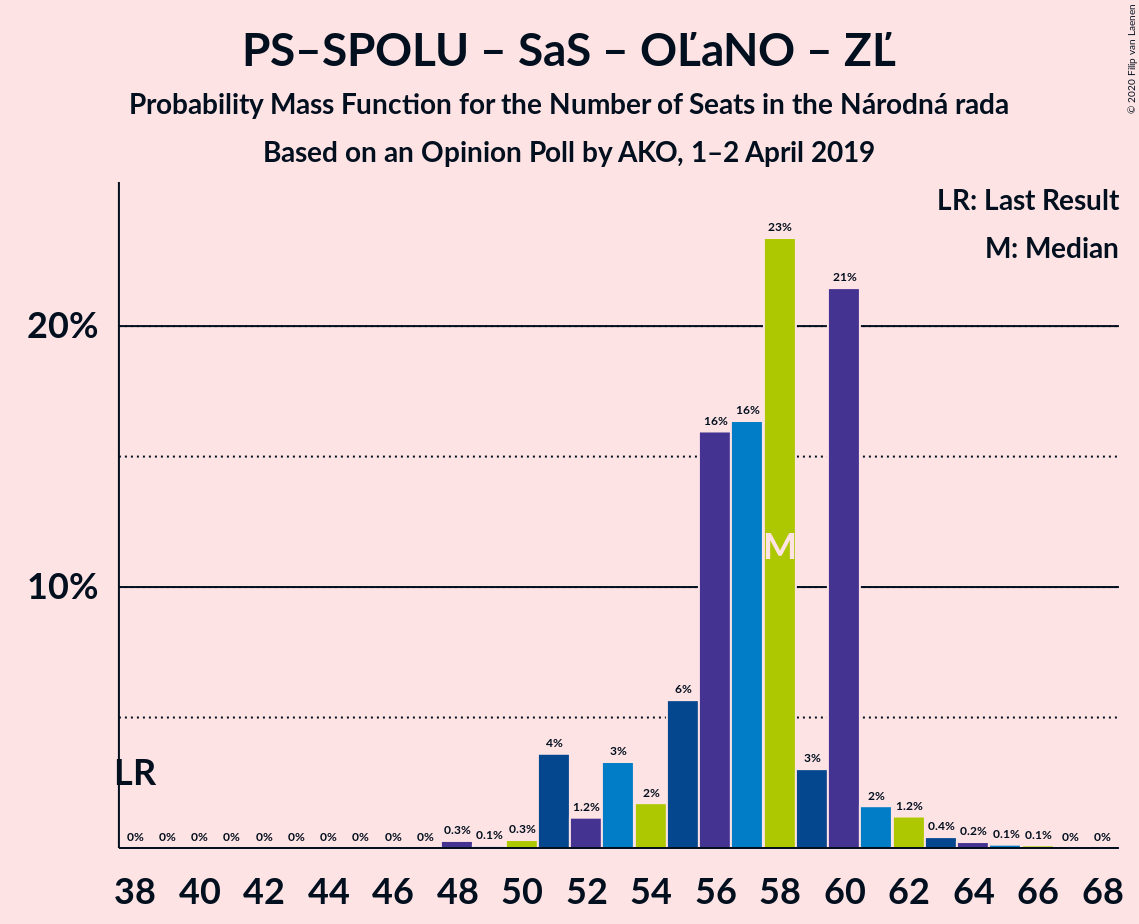 PS–SPOLU – SaS – OĽaNO – ZĽ
Probability Mass Function for the Number of Seats in the Národná rada
Based on an Opinion Poll by AKO, 1–2 April 2019
© 2020 Filip van Laenen
LR: Last Result
M: Median
20%
10%
LR
M
0% 0% 0% 0% 0% 0% 0% 0% 0% 0% 0.3% 0.1% 0.3% 4% 1.2% 3% 2% 6% 16% 16% 23% 3% 21% 2% 1.2% 0.4% 0.2% 0.1% 0.1% 0% 0%
38 40 42 44 46 48 50 52 54 56 58 60 62 64 66 68